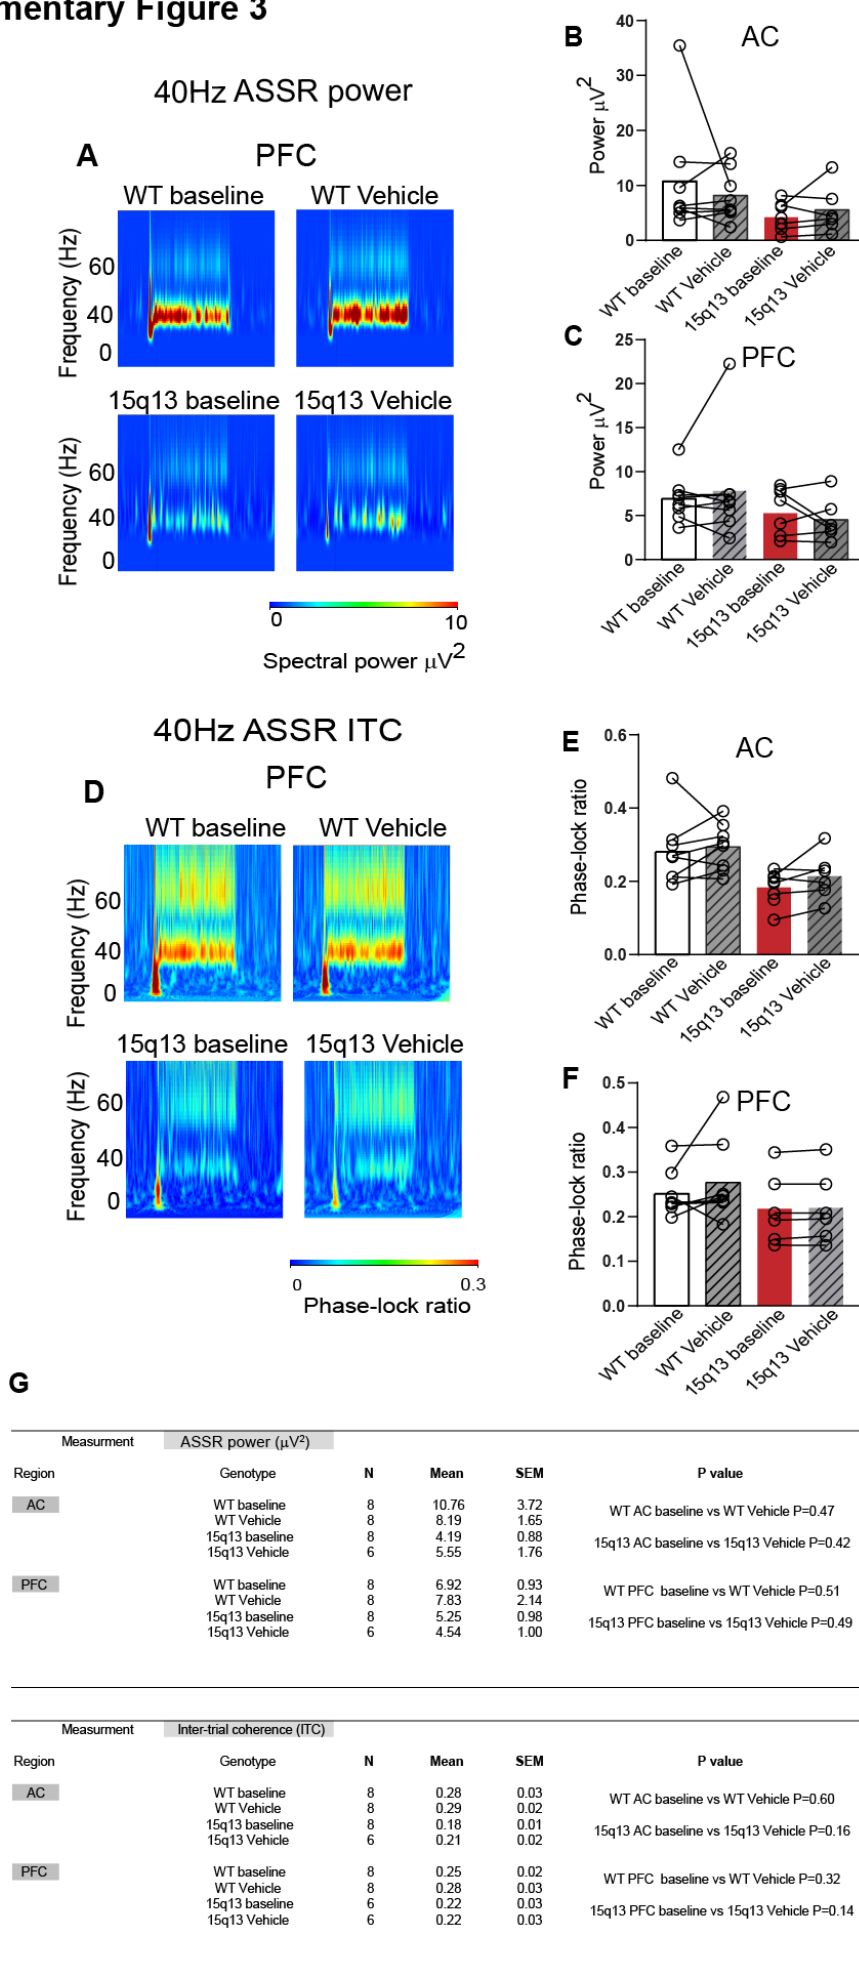 mentary Figure 3
40Hz ASSR power
A
PFC
WT baseline
WT Vehicle
Frequency (Hz)
60
40
0
15q13 baseline
15q13 Vehicle
Frequency (Hz)
60
40
0
0
10
Spectral power μV2
B
AC
Power μV2
40
30
20
10
0
WT baseline
WT Vehicle
15q13 baseline
15q13 Vehicle
C
PFC
Power μV2
25
20
15
10
5
0
WT baseline
WT Vehicle
15q13 baseline
15q13 Vehicle
40Hz ASSR ITC
PFC
D
WT baseline
WT Vehicle
Frequency (Hz)
60
40
0
15q13 baseline
15q13 Vehicle
Frequency (Hz)
60
40
0
0
0.3
Phase-lock ratio
E
AC
Phase-lock ratio
0.6
0.4
0.2
0.0
WT baseline
WT Vehicle
15q13 baseline
15q13 Vehicle
F
PFC
Phase-lock ratio
0.5
0.4
0.3
0.2
0.1
0.0
WT baseline
WT Vehicle
15q13 baseline
15q13 Vehicle
G
Measurment ASSR power (μV2)
Region Genotype N Mean SEM P value
AC WT baseline 8 10.76 3.72
WT AC baseline vs WT Vehicle P=0.47
WT Vehicle 8 8.19 1.65
15q13 baseline 8 4.19 0.88
15q13 AC baseline vs 15q13 Vehicle P=0.42
15q13 Vehicle 6 5.55 1.76
PFC WT baseline 8 6.92 0.93
WT PFC baseline vs WT Vehicle P=0.51
WT Vehicle 8 7.83 2.14
15q13 baseline 8 5.25 0.98
15q13 PFC baseline vs 15q13 Vehicle P=0.49
15q13 Vehicle 6 4.54 1.00
Measurment Inter-trial coherence (ITC)
Region Genotype N Mean SEM P value
AC WT baseline 8 0.28 0.03
WT AC baseline vs WT Vehicle P=0.60
WT Vehicle 8 0.29 0.02
15q13 baseline 8 0.18 0.01
15q13 AC baseline vs 15q13 Vehicle P=0.16
15q13 Vehicle 6 0.21 0.02
PFC WT baseline 8 0.25 0.02
WT PFC baseline vs WT Vehicle P=0.32
WT Vehicle 8 0.28 0.03
15q13 baseline 6 0.22 0.03
15q13 PFC baseline vs 15q13 Vehicle P=0.14
15q13 Vehicle 6 0.22 0.03